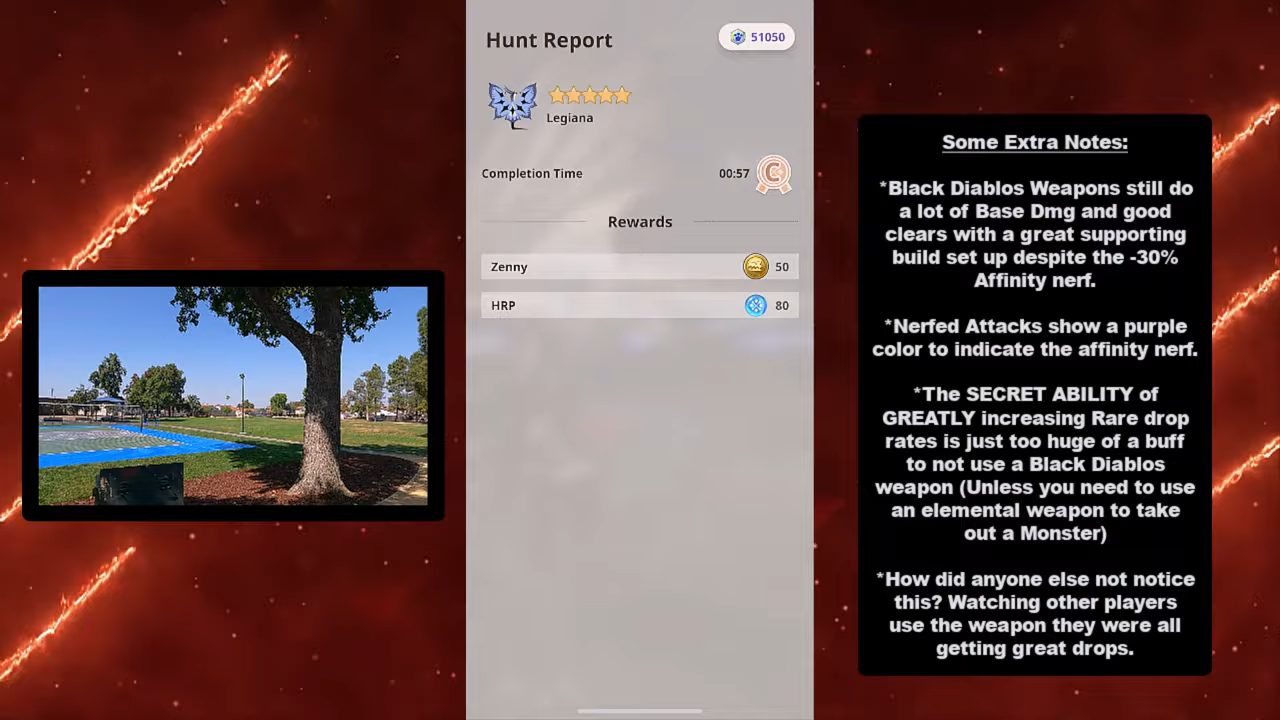 Hunt Report
51050
Legiana
Completion Time
00:57
C
Rewards
Zenny
50
HRP
80
Some Extra Notes:
*Black Diablos Weapons still do
a lot of Base Dmg and good
clears with a great supporting
build set up despite the -30%
Affinity nerf.
*Nerfed Attacks show a purple
color to indicate the affinity nerf.
*The SECRET ABILITY of
GREATLY increasing Rare drop
rates is just too huge of a buff
to not use a Black Diablos
weapon (Unless you need to use
an elemental weapon to take
out a Monster)
*How did anyone else not notice
this? Watching other players
use the weapon they were all
getting great drops.